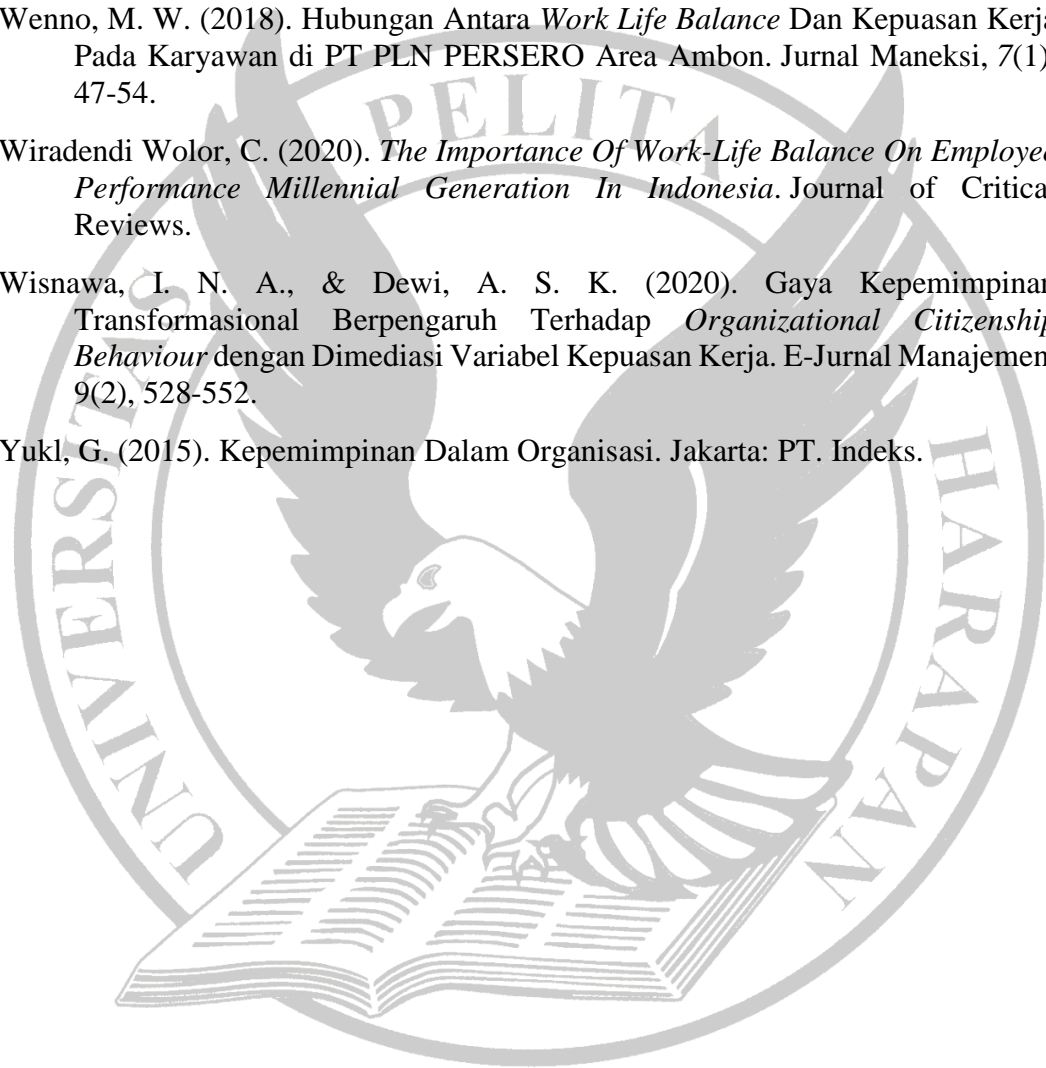 Wenno, M. W. (2018). Hubungan Antara Work Life Balance Dan Kepuasan Kerja
Pada Karyawan di PT PLN PERSERO Area Ambon. Jurnal Maneksi, 7(1)
47-54.
Wiradendi Wolor, C. (2020). The Importance Of Work-Life Balance On Employee
Performance Millennial Generation In Indonesia. Journal of Critica
Reviews.
Wisnawa, I. N. A., & Dewi, A. S. K. (2020). Gaya Kepemimpinan
Transformasional Berpengaruh Terhadap Organizational Citizenship
Behaviour dengan Dimediasi Variabel Kepuasan Kerja. E-Jurnal Manajemen
9(2), 528-552.
Yukl, G. (2015). Kepemimpinan Dalam Organisasi. Jakarta: PT. Indeks.
UNIVERSITAS PELITA HARAPAN